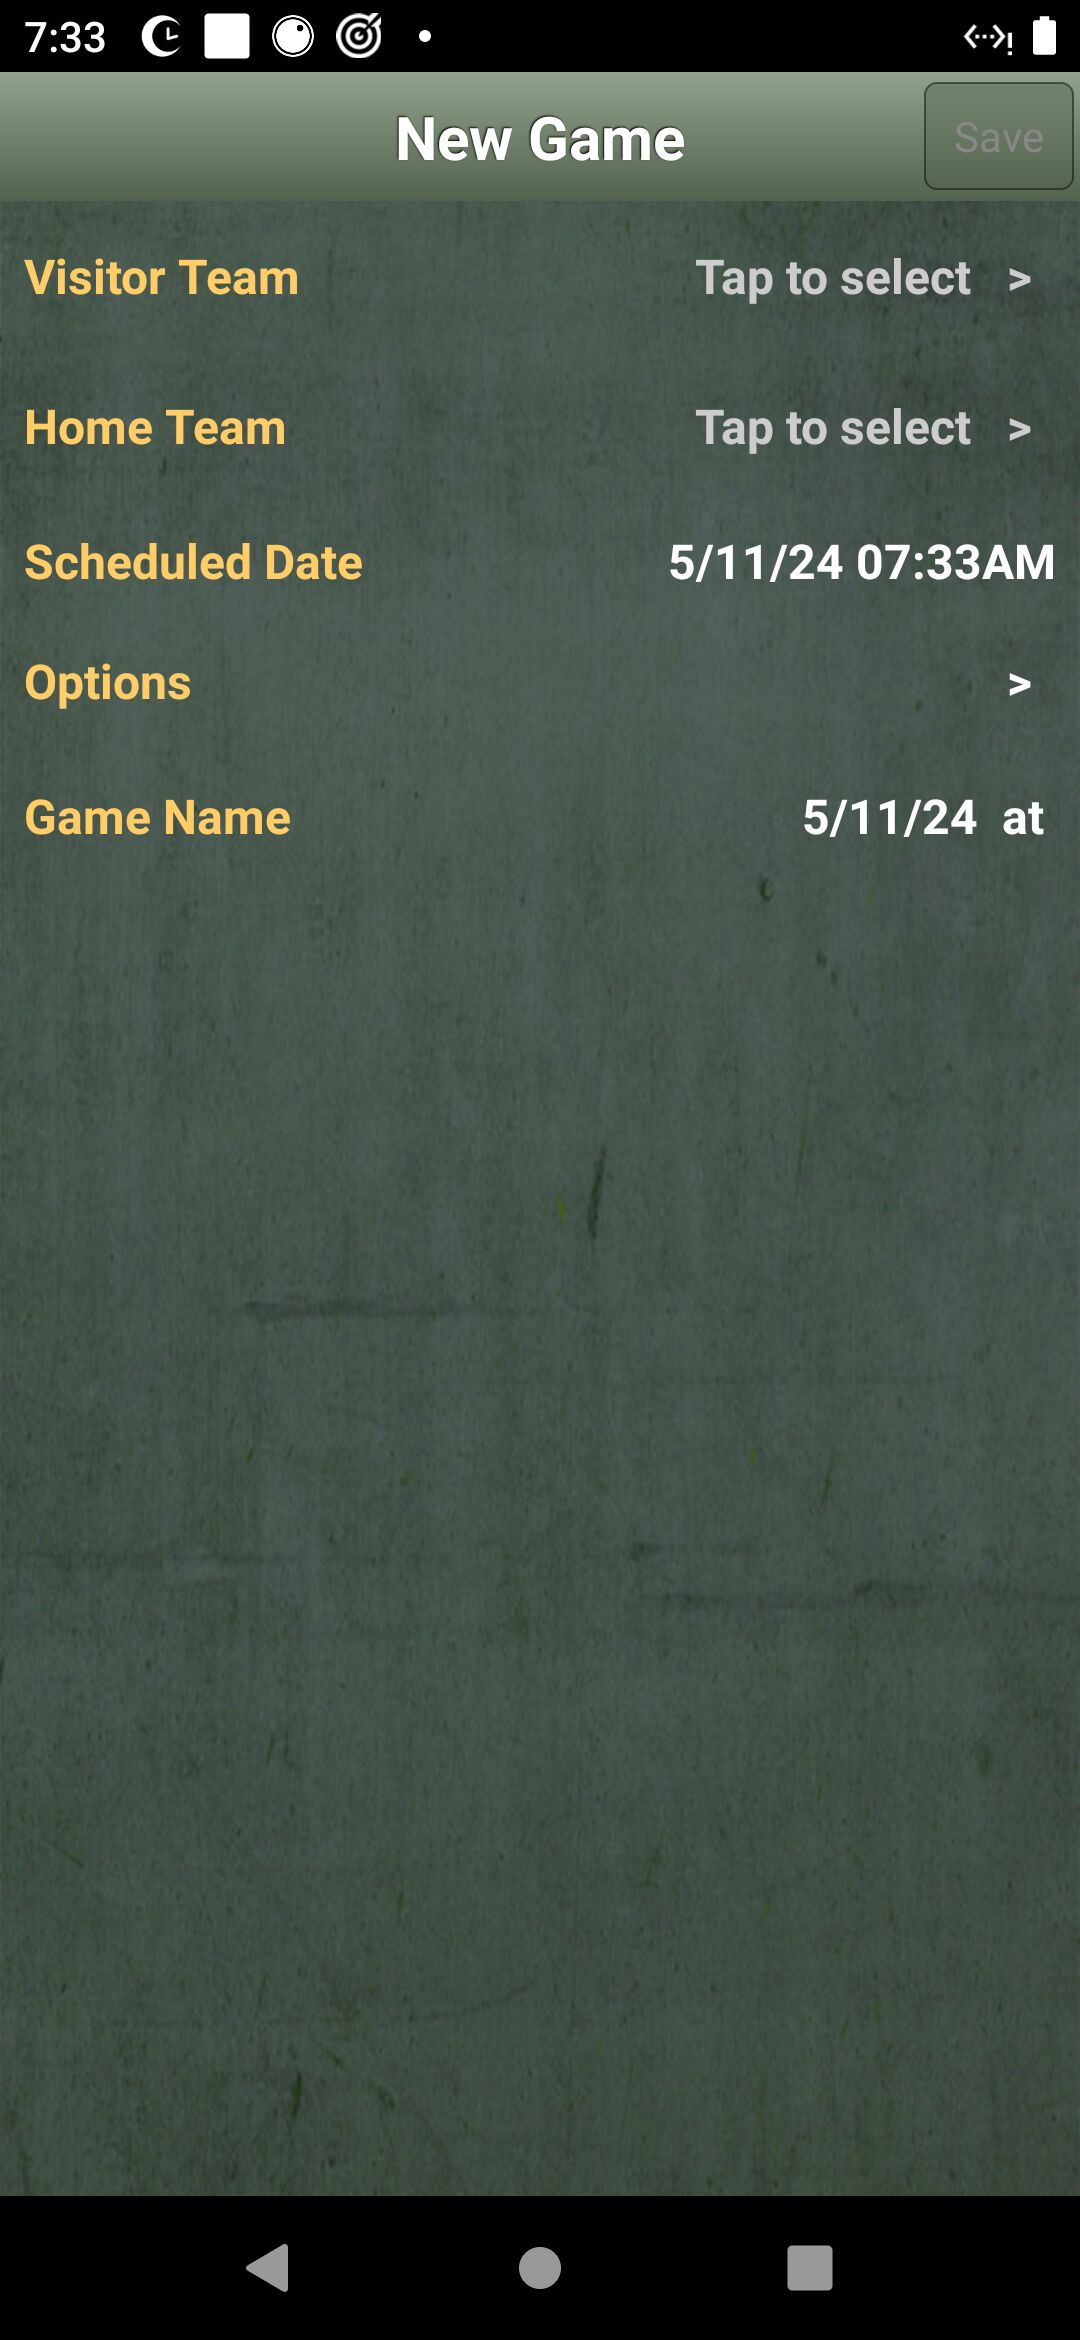 7:33
New Game
Save
Visitor Team Tap to select >
Home Team Tap to select >
Scheduled Date 5/11/24 07:33AM
Options >
Game Name 5/11/24 at